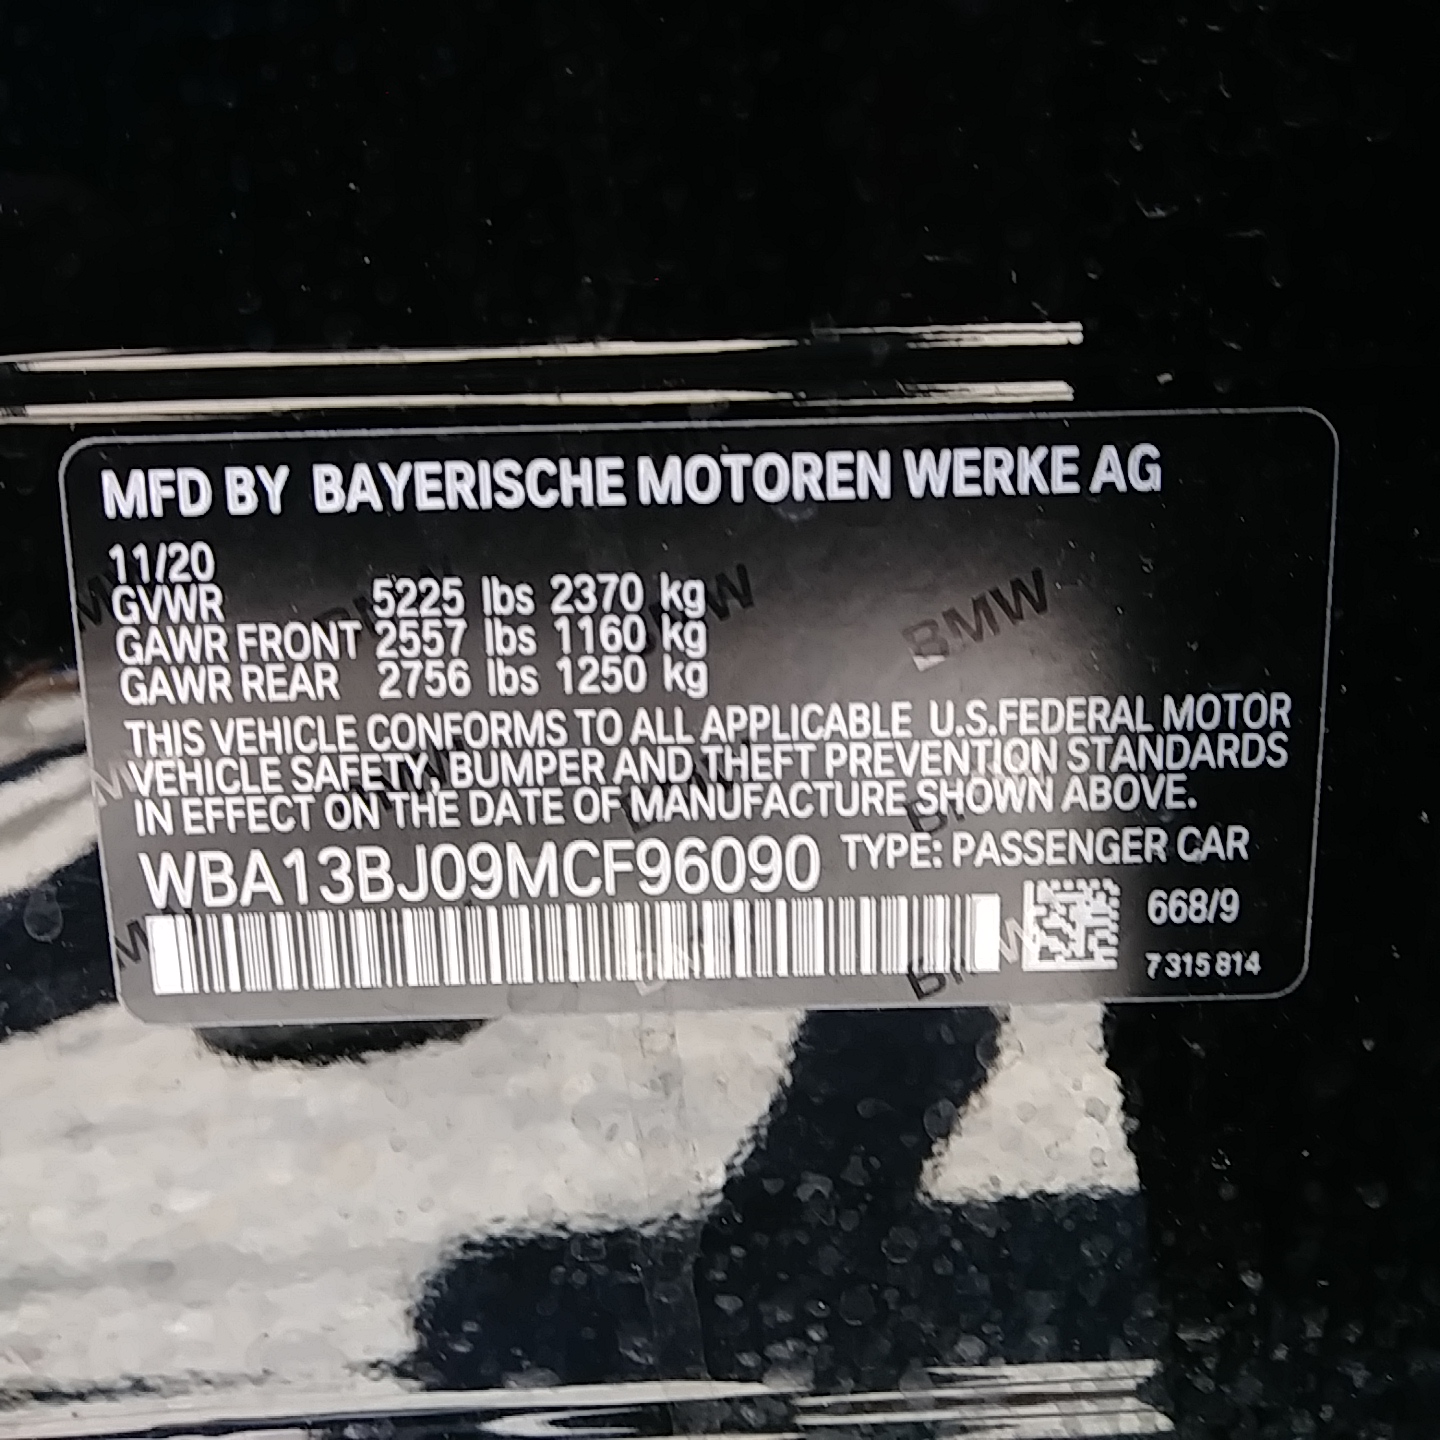 MFD BY BAYERISCHE MOTOREN WERKE AG
11/20
GVWR 5225 lbs 2370 kg
GAWR FRONT 2557 lbs 1160 kg
GAWR REAR 2756 lbs 1250 kg
THIS VEHICLE CONFORMS TO ALL APPLICABLE U.S.FEDERAL MOTOR
VEHICLE SAFETY, BUMPER AND THEFT PREVENTION STANDARDS
IN EFFECT ON THE DATE OF MANUFACTURE SHOWN ABOVE.
WBA13BJ09MCF96090 TYPE: PASSENGER CAR
668/9
7 315 814
BMW